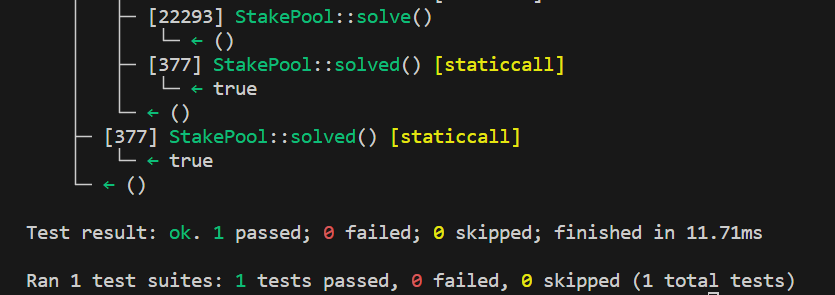 ├─ [22293] StakePool::solve()
│   └─ ← ()
├─ [377] StakePool::solved() [staticcall]
│   └─ ← true
└─ ← ()
├─ [377] StakePool::solved() [staticcall]
│   └─ ← true
└─ ← ()
Test result: ok. 1 passed; 0 failed; 0 skipped; finished in 11.71ms
Ran 1 test suites: 1 tests passed, 0 failed, 0 skipped (1 total tests)